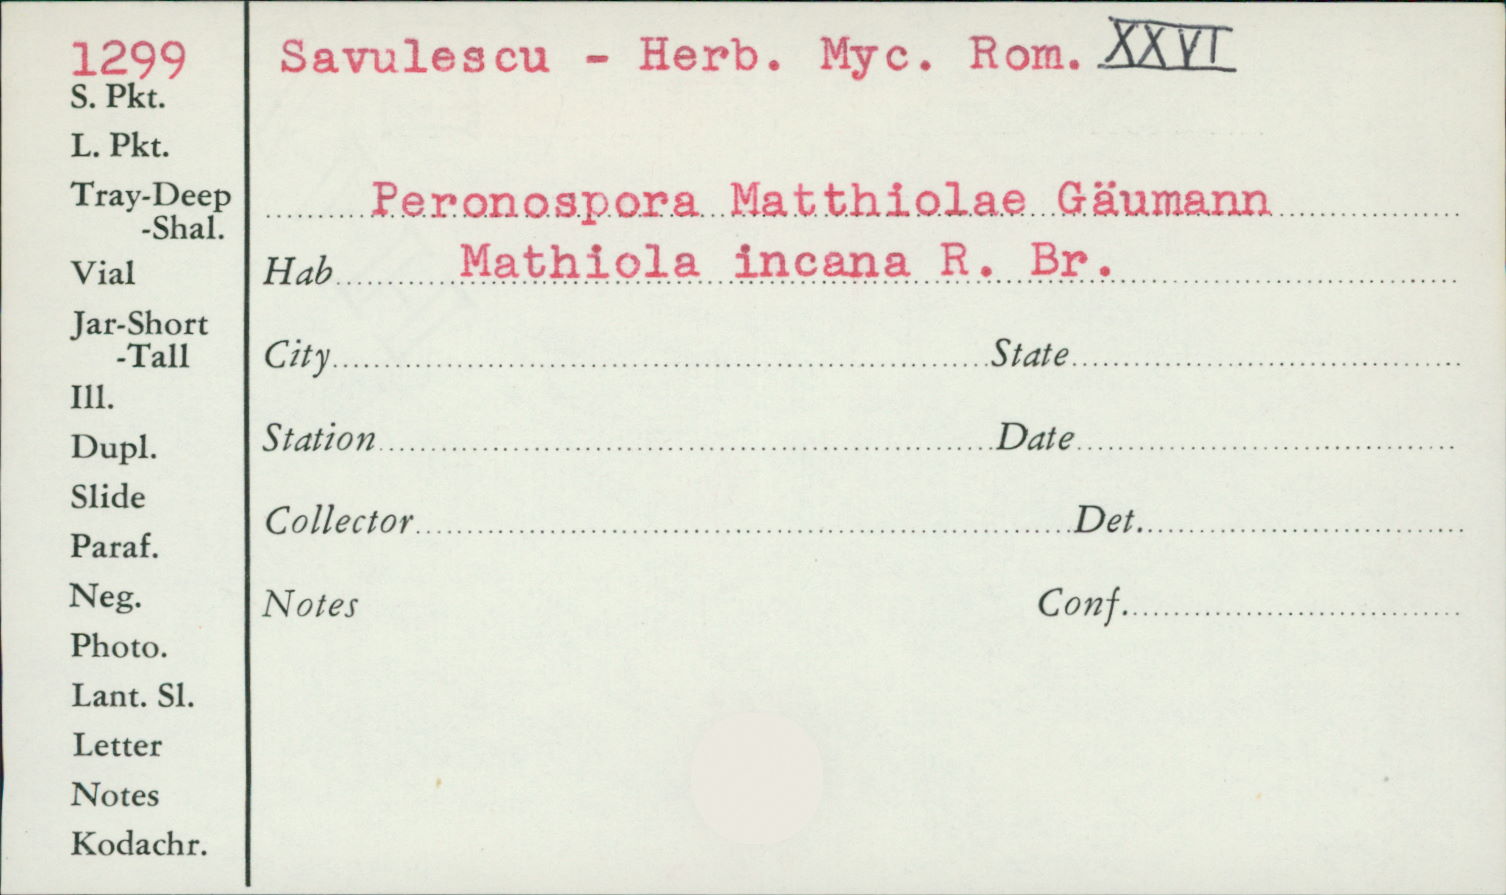 1299
S. Pkt.
L. Pkt.
Tray-Deep
-Shal.
Vial
Jar-Short
-Tall
Ill.
Dupl.
Slide
Paraf.
Neg.
Photo.
Lant. Sl.
Letter
Notes
Kodachr.
Savulescu - Herb. Myc. Rom. XXVI
Peronospora Matthiolae Gäumann
Hab Mathiola incana R. Br.
City State
Station Date
Collector Det.
Notes Conf.